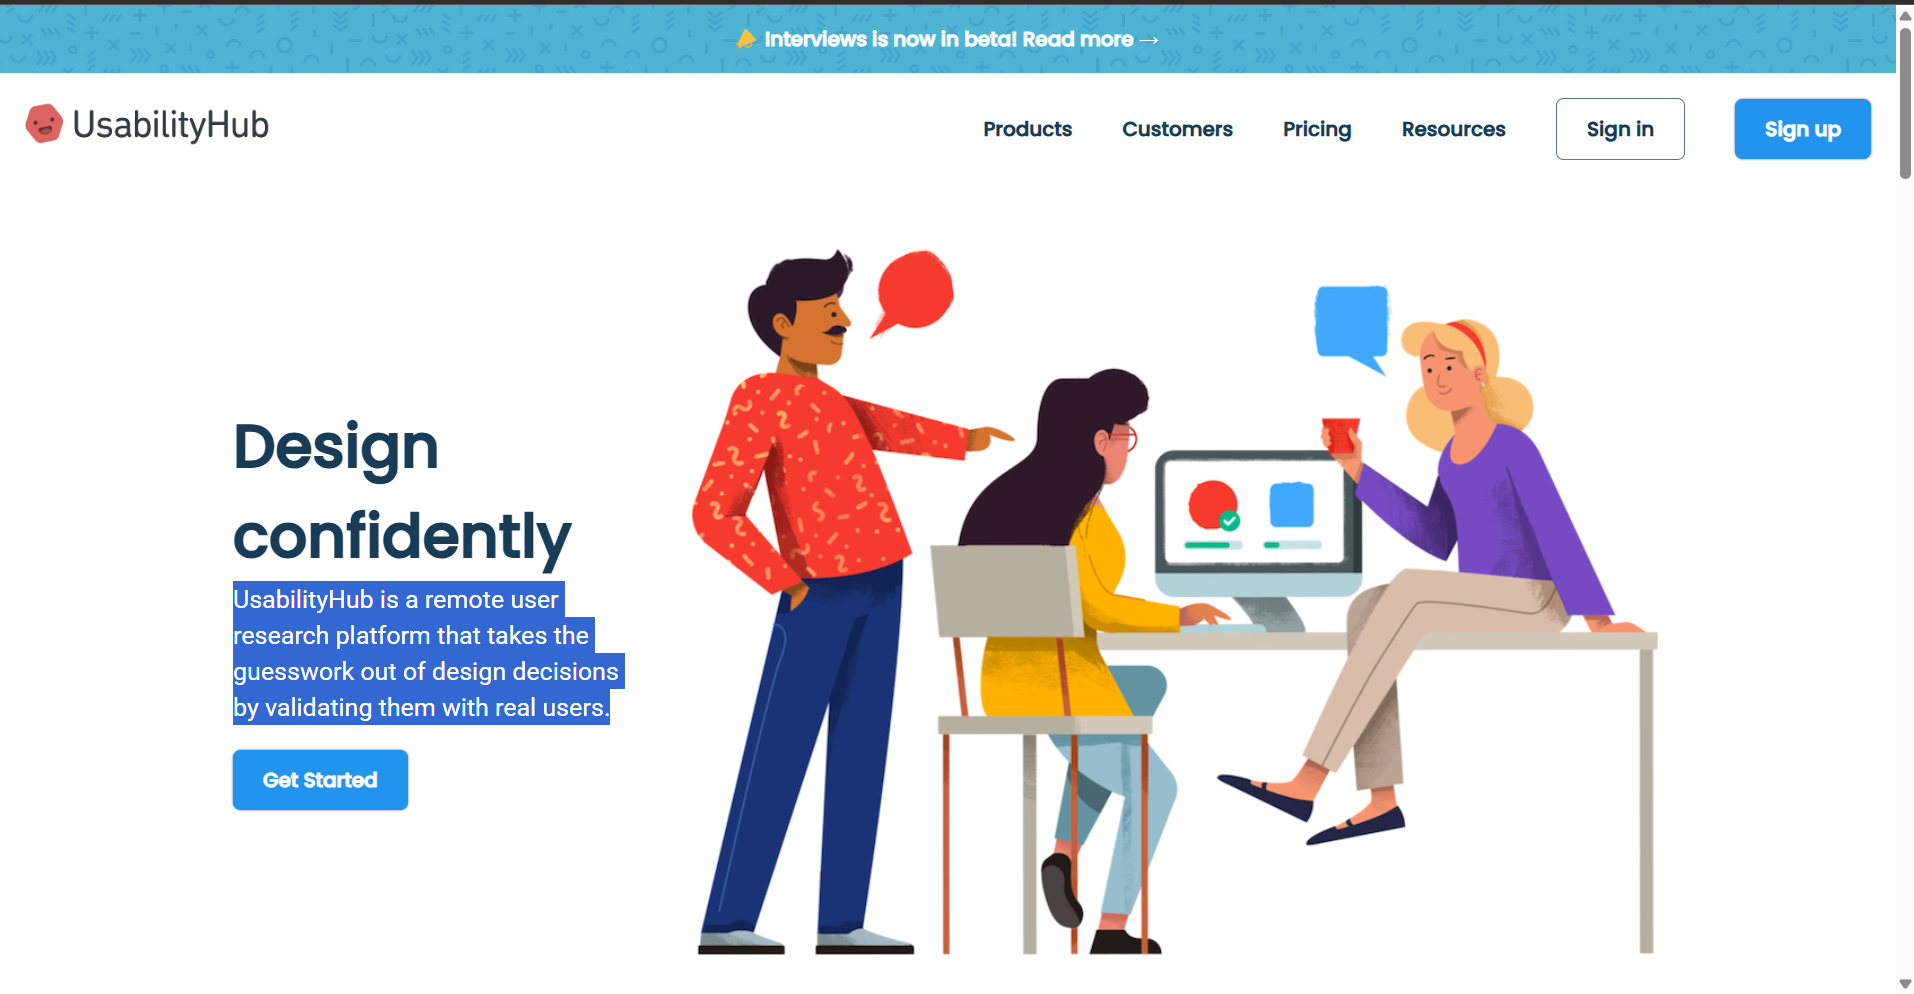 Interviews is now in beta! Read more →
UsabilityHub
Products
Customers
Pricing
Resources
Sign in
Sign up
Design
confidently
UsabilityHub is a remote user
research platform that takes the
guesswork out of design decisions
by validating them with real users.
Get Started